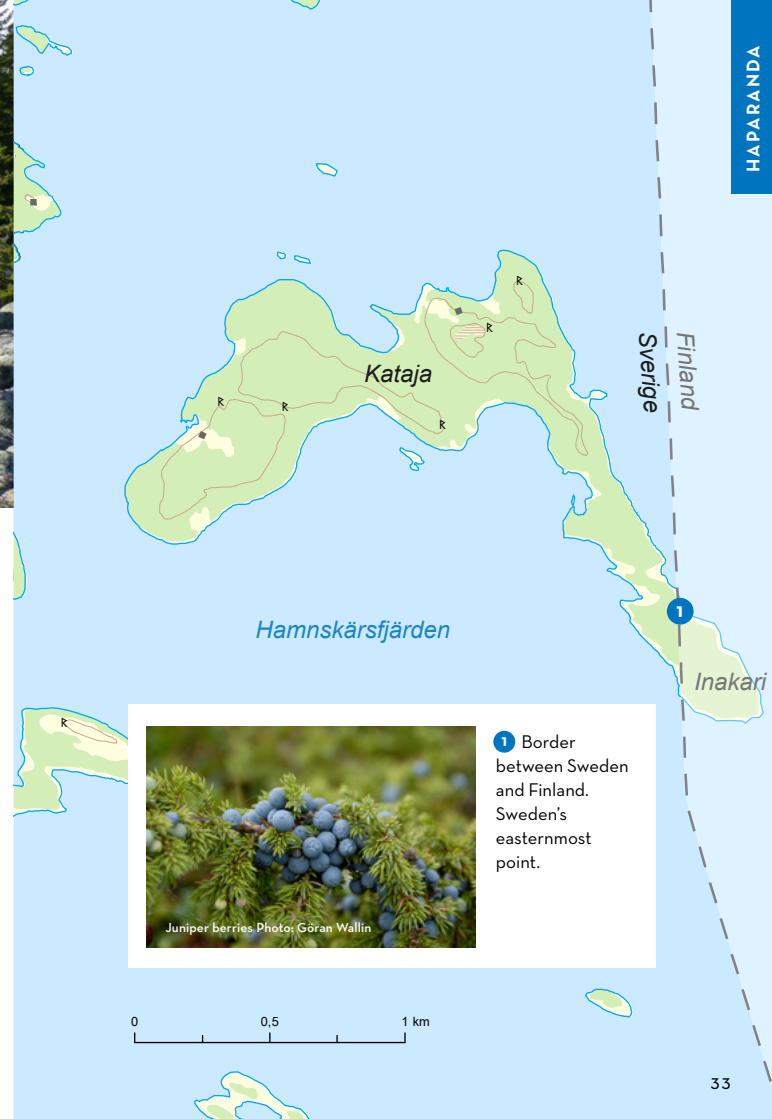 HAPARANDA
R
R
Finland
Sverige
Kataja
R
R
R
1
Hamnskärsfjärden
Inakari
R
1 Border
between Sweden
and Finland.
Sweden's
easternmost
point.
Juniper berries Photo: Göran Wallin
0 0,5 1 km
33